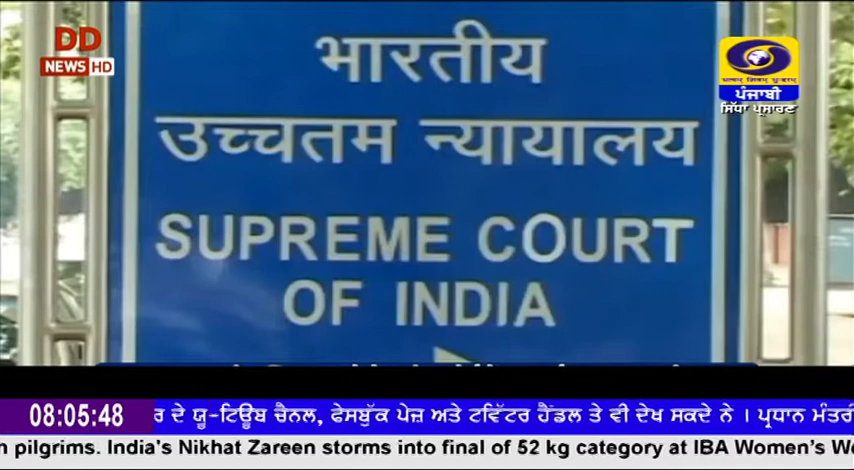 DD
NEWS HD
ਪੰਜਾਬੀ
ਸਿੱਧਾ ਪ੍ਰਸਾਰਣ
भारतीय
उच्चतम न्यायालय
SUPREME COURT
OF INDIA
08:05:48
ਰ ਦੇ ਯੂ-ਟਿਊਬ ਚੈਨਲ, ਫੇਸਬੁੱਕ ਪੇਜ਼ ਅਤੇ ਟਵਿੱਟਰ ਹੈਂਡਲ ਤੇ ਵੀ ਦੇਖ ਸਕਦੇ ਨੇ । ਪ੍ਰਧਾਨ ਮੰਤਰੀ
n pilgrims. India's Nikhat Zareen storms into final of 52 kg category at IBA Women's W